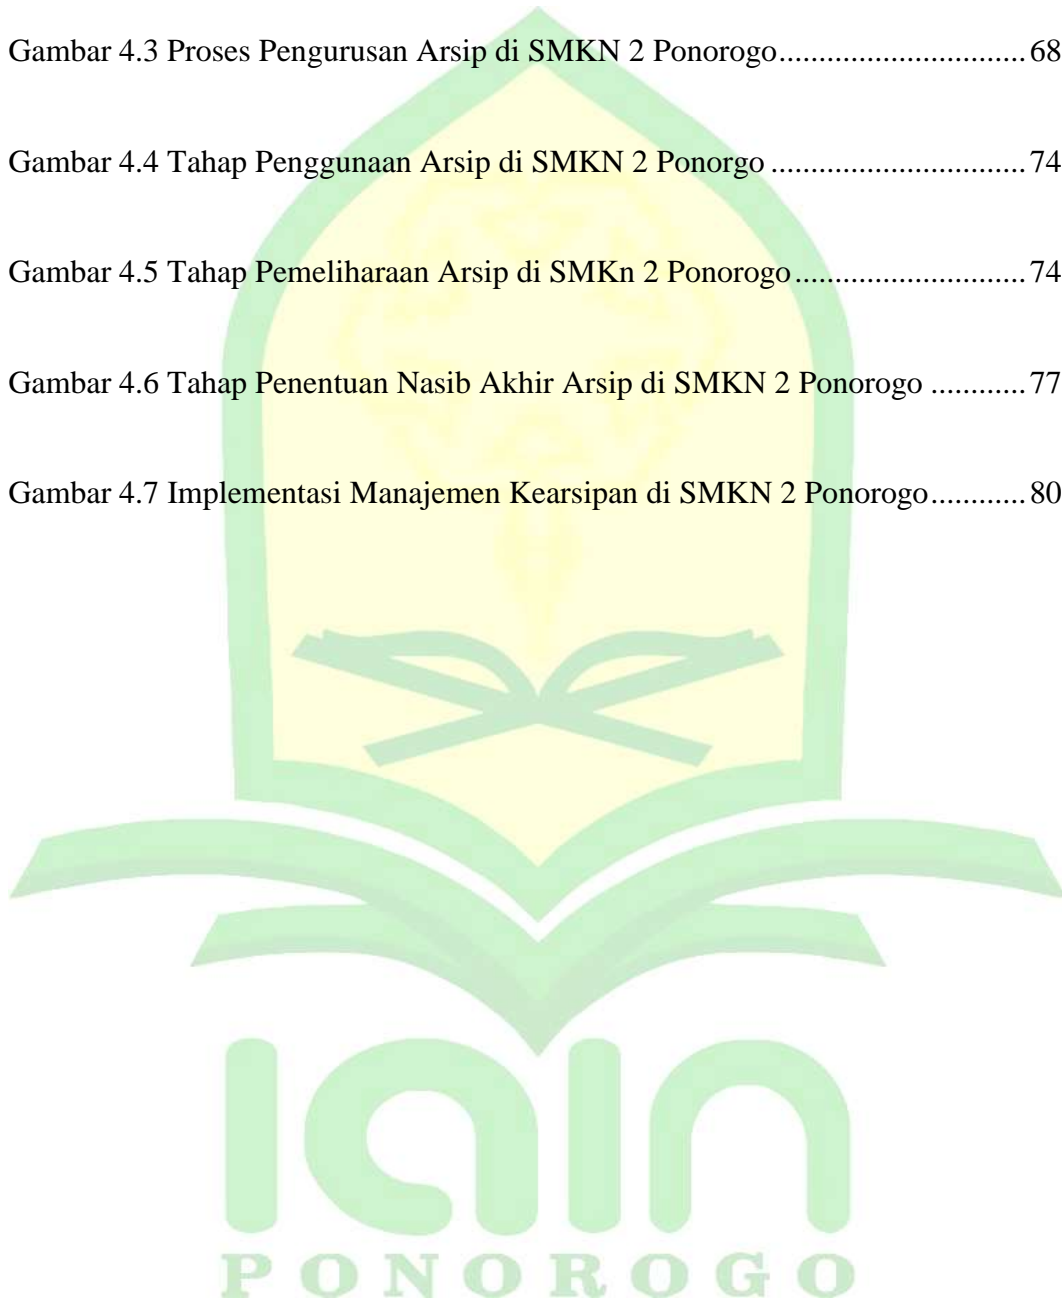 Gambar 4.3 Proses Pengurusan Arsip di SMKN 2 Ponorogo............................... 68
Gambar 4.4 Tahap Penggunaan Arsip di SMKN 2 Ponorgo ................................ 74
Gambar 4.5 Tahap Pemeliharaan Arsip di SMKn 2 Ponorogo............................. 74
Gambar 4.6 Tahap Penentuan Nasib Akhir Arsip di SMKN 2 Ponorogo ............ 77
Gambar 4.7 Implementasi Manajemen Kearsipan di SMKN 2 Ponorogo............ 80
IAIN
PONOROGO